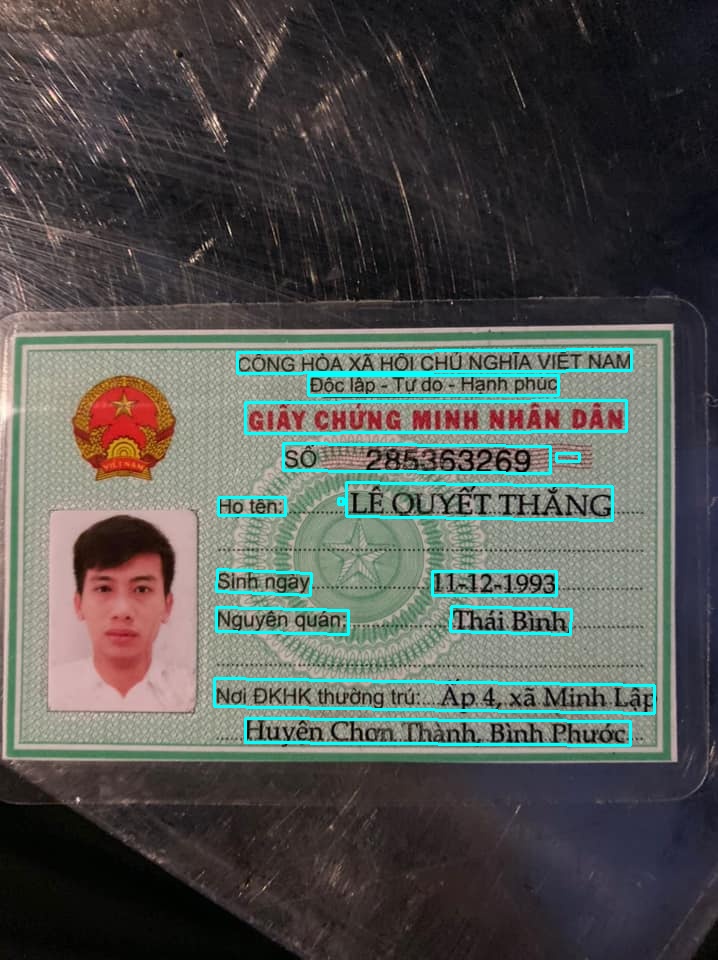 CỘNG HÒA XÃ HỘI CHỦ NGHĨA VIỆT NAM
Độc lập - Tự do - Hạnh phúc
GIẤY CHỨNG MINH NHÂN DÂN
SỐ 285363269
Họ tên: LÊ QUYẾT THẮNG
Sinh ngày 11-12-1993
Nguyên quán: Thái Bình
Nơi ĐKHK thường trú: Ấp 4, xã Minh Lập
Huyện Chơn Thành, Bình Phước
VIỆT NAM